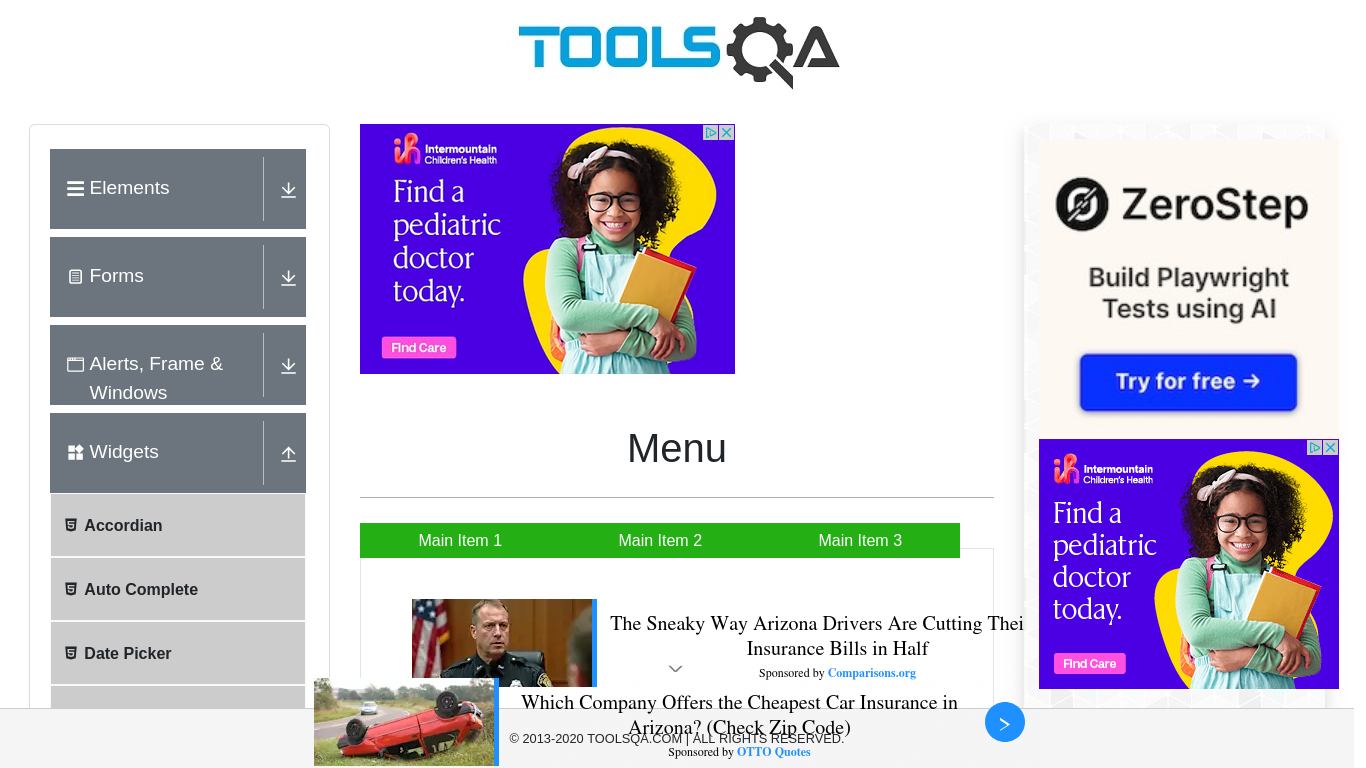 TOOLSQA
Elements
Forms
Alerts, Frame &
Windows
Widgets
Accordian
Auto Complete
Date Picker
Intermountain
Children's Health
Find a
pediatric
doctor
today.
Find Care
Menu
Main Item 1
Main Item 2
Main Item 3
The Sneaky Way Arizona Drivers Are Cutting Thei
Insurance Bills in Half
Sponsored by Comparisons.org
Which Company Offers the Cheapest Car Insurance in
Arizona? (Check Zip Code)
Sponsored by OTTO Quotes
© 2013-2020 TOOLSQA.COM | ALL RIGHTS RESERVED.
ZeroStep
Build Playwright
Tests using AI
Try for free →
Intermountain
Children's Health
Find a
pediatric
doctor
today.
Find Care